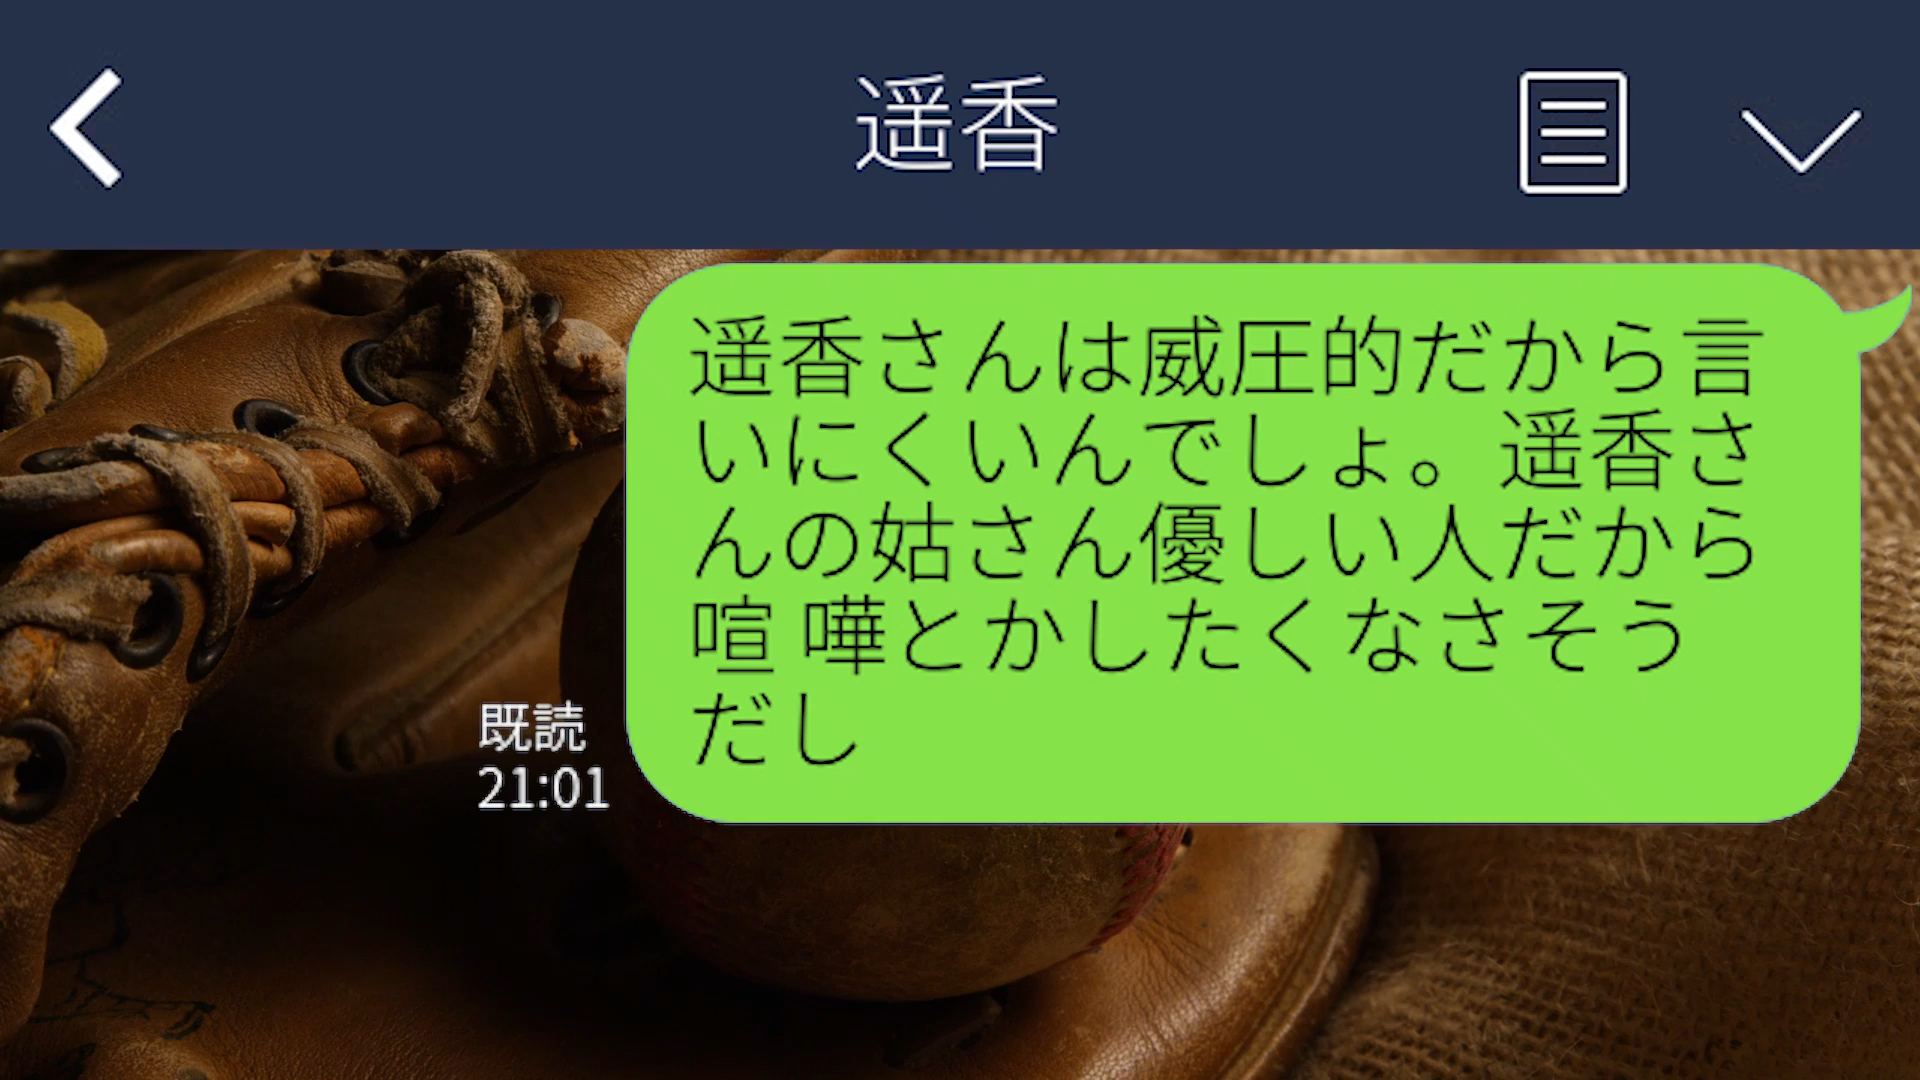 遥香
遥香さんは威圧的だから言
いにくいんでしょ。遥香さ
んの姑さん優しい人だから
喧 嘩とかしたくなさそう
だし
既読
21:01